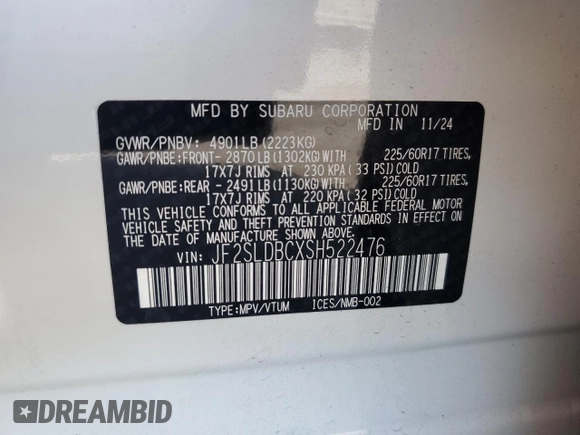 MFD BY SUBARU CORPORATION
MFD IN 11/24
GVWR/PNBV: 4901LB (2223KG)
GAWR/PNBE:FRONT- 2870LB (1302KG) WITH 225/60R17 TIRES,
17X7J RIMS AT 230 KPA (33 PSI) COLD
GAWR/PNBE:REAR - 2491LB (1130KG) WITH 225/60R17 TIRES,
17X7J RIMS AT 220 KPA (32 PSI) COLD
THIS VEHICLE CONFORMS TO ALL APPLICABLE FEDERAL MOTOR
VEHICLE SAFETY AND THEFT PREVENTION STANDARDS IN EFFECT ON
THE DATE OF MANUFACTURE SHOWN ABOVE.
VIN: JF2SLDBCXSH522476
TYPE:MPV/VTUM ICES/NMB-002
DREAMBID